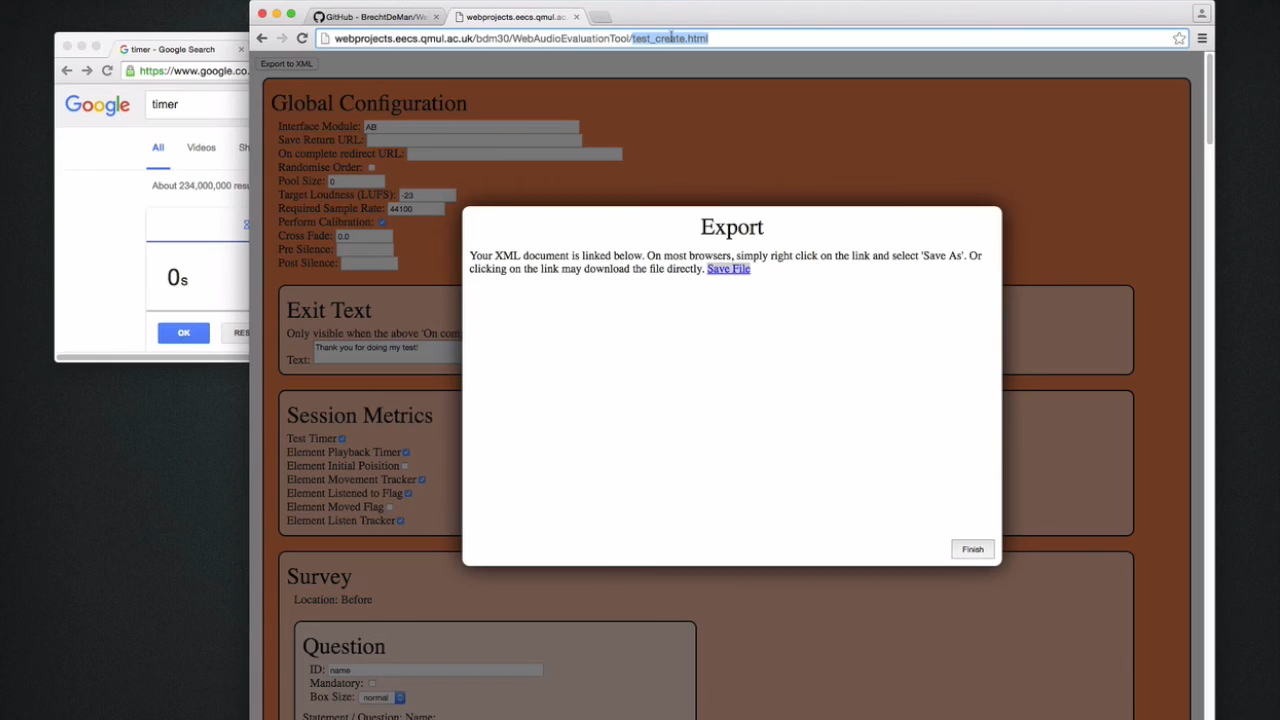 timer - Google Search
https://www.google.co.
Google
timer
All Videos Sh
About 234,000,000 resu
0s
OK RES
GitHub - BrechtDeMan/We
webprojects.eecs.qmul.ac.
webprojects.eecs.qmul.ac.uk/bdm30/WebAudioEvaluationTool/test_create.html
Export to XML
Global Configuration
Interface Module: AB
Save Return URL:
On complete redirect URL:
Randomise Order:
Pool Size: 0
Target Loudness (LUFS): -23
Required Sample Rate: 44100
Perform Calibration:
Cross Fade: 0.0
Pre Silence:
Post Silence:
Exit Text
Only visible when the above 'On com
Text: Thank you for doing my test!
Session Metrics
Test Timer
Element Playback Timer
Element Initial Poisition
Element Movement Tracker
Element Listened to Flag
Element Moved Flag
Element Listen Tracker
Survey
Location: Before
Question
ID: name
Mandatory:
Box Size: normal
Statement / Question: Name:
Export
Your XML document is linked below. On most browsers, simply right click on the link and select 'Save As'. Or
clicking on the link may download the file directly. Save File
Finish